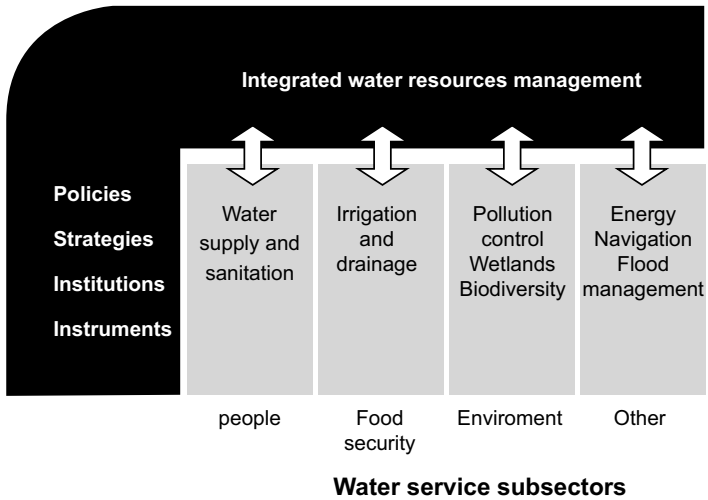 Integrated water resources management
Policies
Strategies
Institutions
Instruments
Water
supply and
sanitation
Irrigation
and
drainage
Pollution
control
Wetlands
Biodiversity
Energy
Navigation
Flood
management
people
Food
security
Enviroment
Other
Water service subsectors